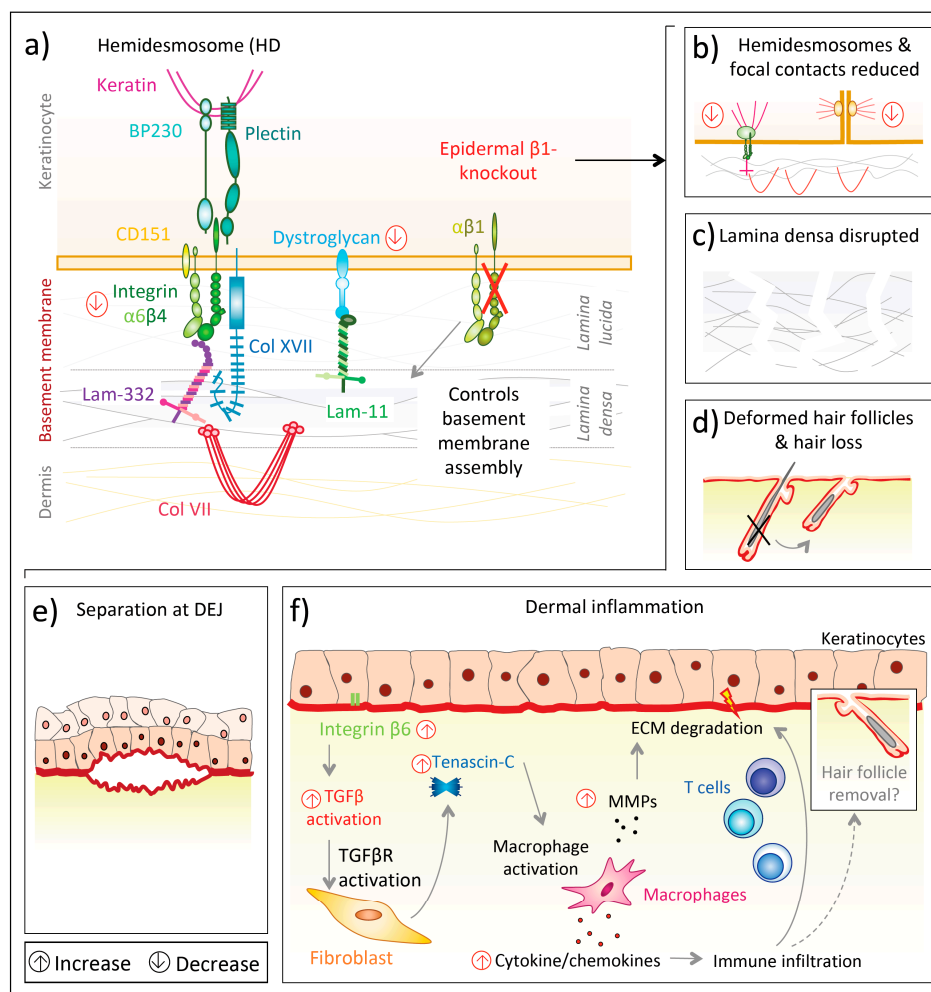 a)
Hemidesmosome (HD
Keratin
BP230
Plectin
Keratinocyte
Epidermal β1-
knockout
CD151
Dystroglycan
αβ1
Integrin
α6β4
Col XVII
Lamina
lucida
Basement membrane
Lam-332
Lam-11
Controls
basement
membrane
assembly
Lamina
densa
Dermis
Col VII
b)
Hemidesmosomes &
focal contacts reduced
c)
Lamina densa disrupted
d)
Deformed hair follicles
& hair loss
e)
Separation at DEJ
Increase
Decrease
f)
Dermal inflammation
Keratinocytes
Integrin β6
ECM degradation
Tenascin-C
TGFβ
activation
MMPs
T cells
Hair follicle
removal?
TGFβR
activation
Macrophage
activation
Macrophages
Fibroblast
Cytokine/chemokines
Immune infiltration